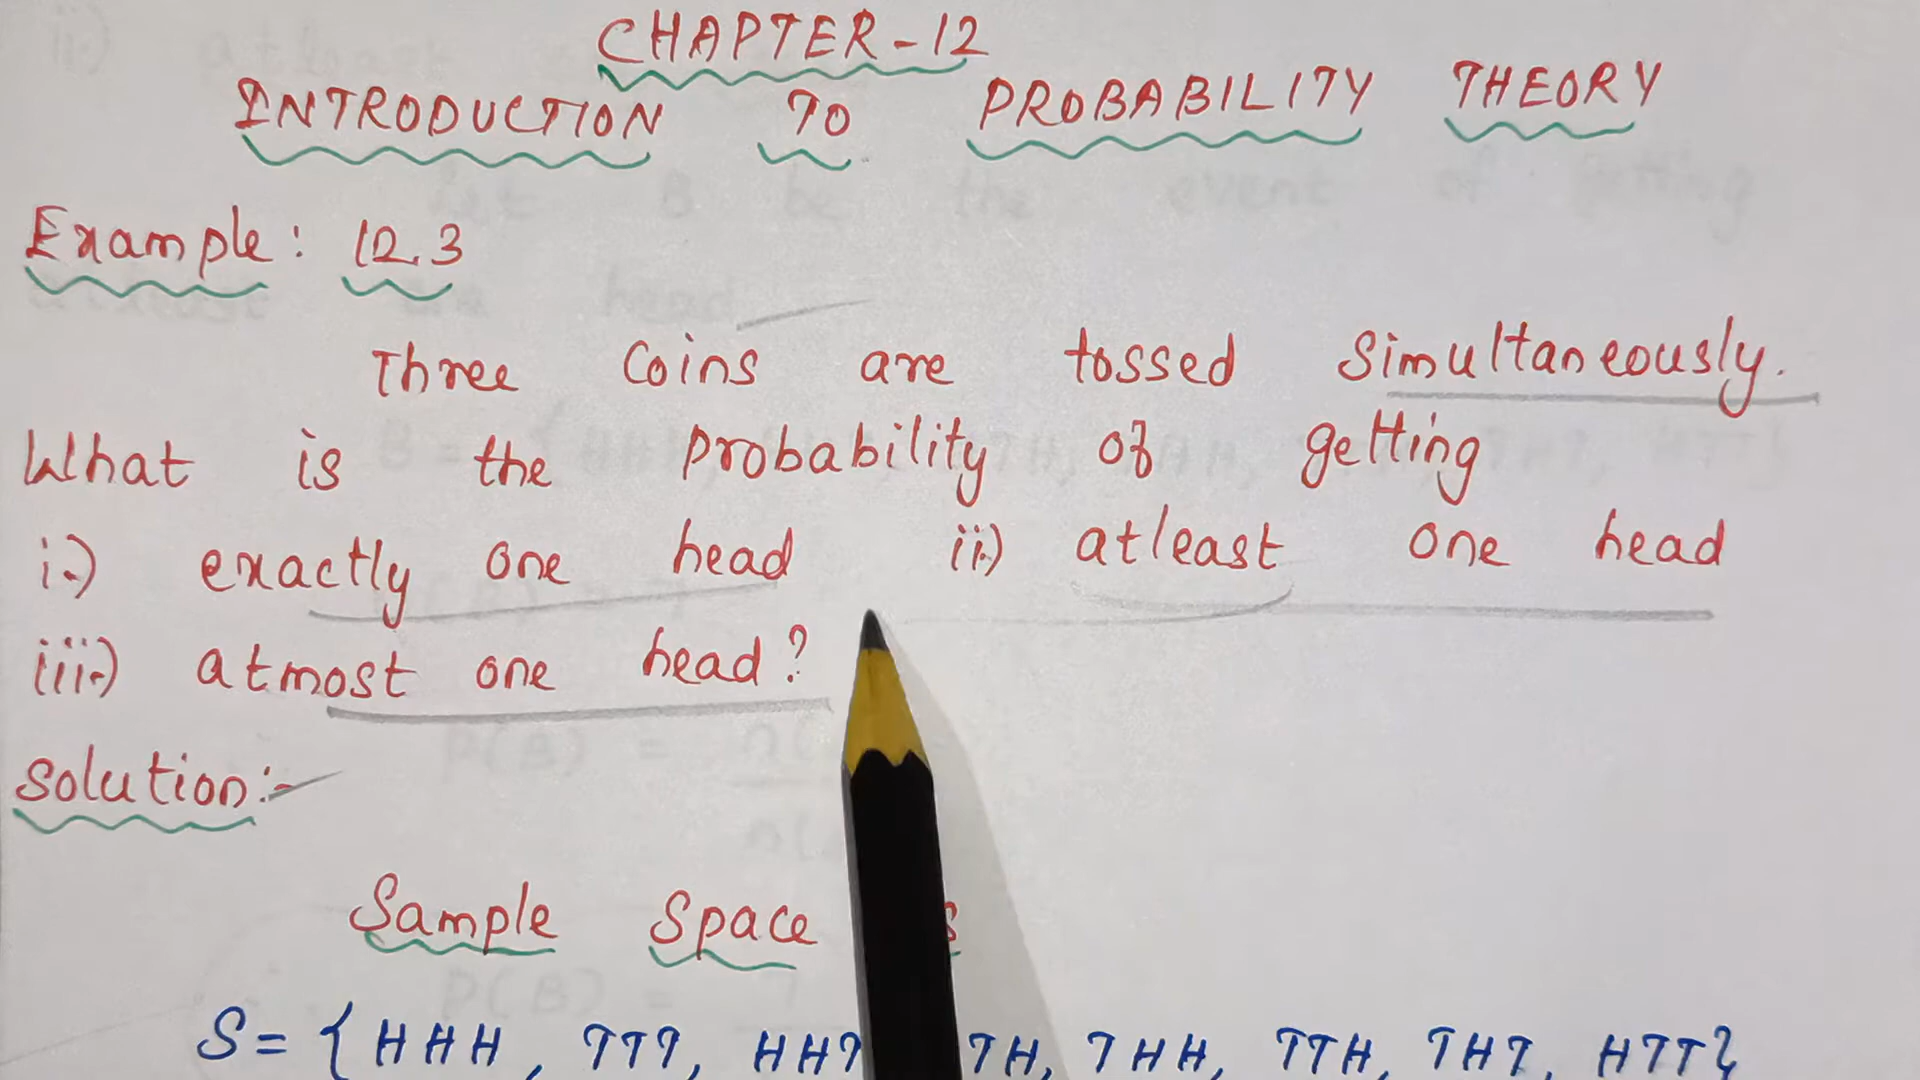 CHAPTER-12
INTRODUCTION TO PROBABILITY THEORY
Example: 12.3
Three coins are tossed simultaneously.
What is the probability of getting
i.) exactly one head ii.) atleast one head
iii.) atmost one head?
Solution:-
Sample Space
S = { HHH, TTT, HHT TH, THH, TTH, THT, HTT}